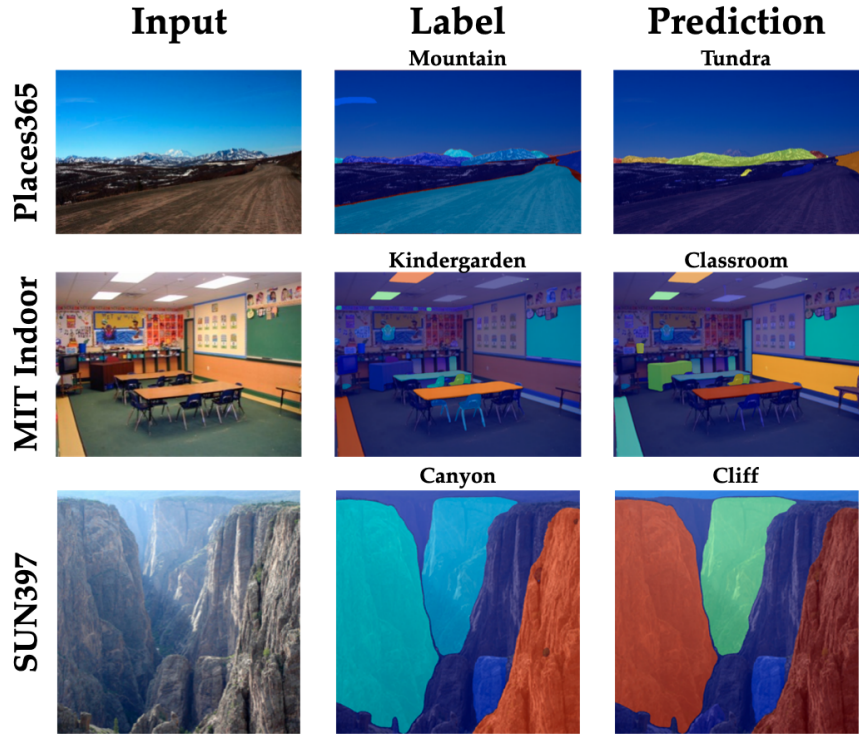 Input Label Prediction
Mountain Tundra
Places365
Kindergarden Classroom
MIT Indoor
Canyon Cliff
SUN397